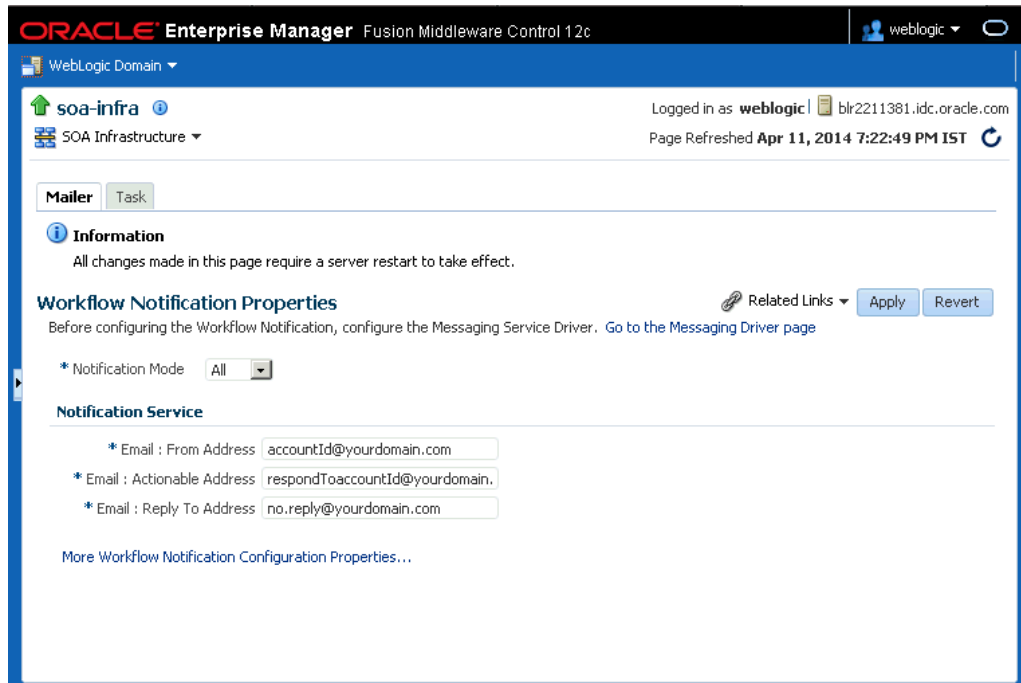 ORACLE Enterprise Manager Fusion Middleware Control 12c
weblogic
WebLogic Domain
soa-infra
Logged in as weblogic | blr2211381.idc.oracle.com
SOA Infrastructure
Page Refreshed Apr 11, 2014 7:22:49 PM IST
Mailer Task
Information
All changes made in this page require a server restart to take effect.
Workflow Notification Properties
Related Links Apply Revert
Before configuring the Workflow Notification, configure the Messaging Service Driver. Go to the Messaging Driver page
* Notification Mode All
Notification Service
* Email : From Address accountId@yourdomain.com
* Email : Actionable Address respondToaccountId@yourdomain.
* Email : Reply To Address no.reply@yourdomain.com
More Workflow Notification Configuration Properties...